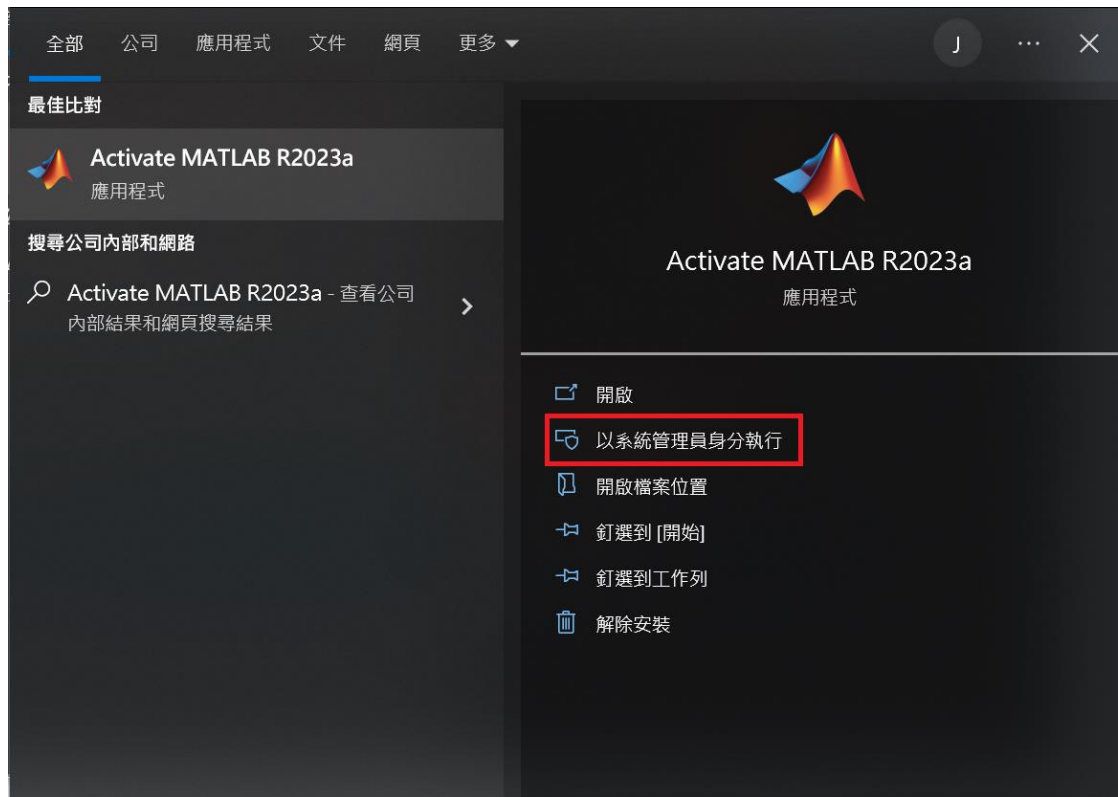 全部 公司 應用程式 文件 網頁 更多 J ...
最佳比對
Activate MATLAB R2023a
應用程式
搜尋公司內部和網路
Activate MATLAB R2023a - 查看公司
內部結果和網頁搜尋結果
Activate MATLAB R2023a
應用程式
開啟
以系統管理員身分執行
開啟檔案位置
釘選到 [開始]
釘選到工作列
解除安裝